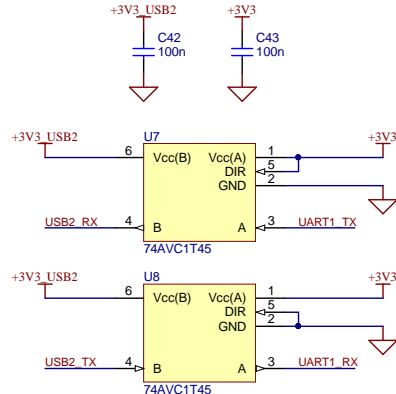 +3V3_USB2 +3V3
C42 C43
100n 100n
U7
+3V3_USB2 6 Vcc(B) Vcc(A) 1 +3V3
DIR 5
GND 2
USB2_RX 4 B A 3 UART1_TX
74AVC1T45
U8
+3V3_USB2 6 Vcc(B) Vcc(A) 1 +3V3
DIR 5
GND 2
USB2_TX 4 B A 3 UART1_RX
74AVC1T45